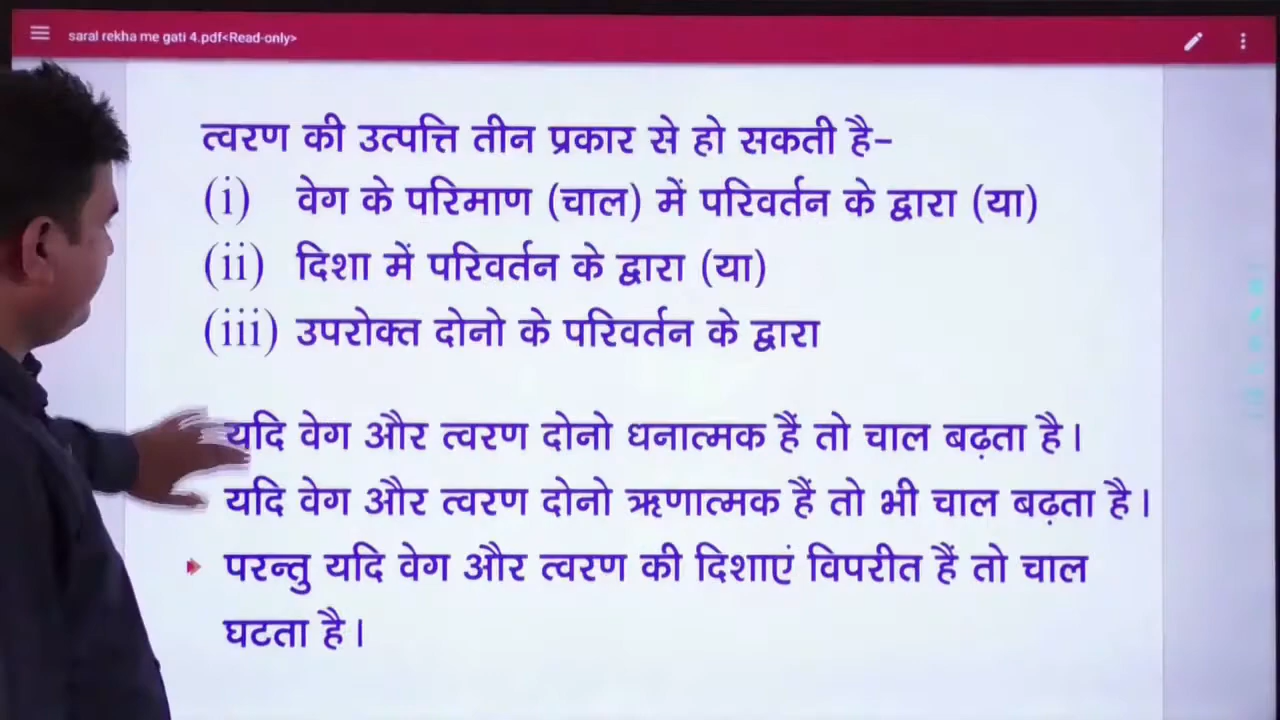 saral rekha me gati 4.pdf<Read-only>
त्वरण की उत्पत्ति तीन प्रकार से हो सकती है-
(i) वेग के परिमाण (चाल) में परिवर्तन के द्वारा (या)
(ii) दिशा में परिवर्तन के द्वारा (या)
(iii) उपरोक्त दोनो के परिवर्तन के द्वारा
यदि वेग और त्वरण दोनो धनात्मक हैं तो चाल बढ़ता है।
यदि वेग और त्वरण दोनो ऋणात्मक हैं तो भी चाल बढ़ता है।
परन्तु यदि वेग और त्वरण की दिशाएं विपरीत हैं तो चाल
घटता है।